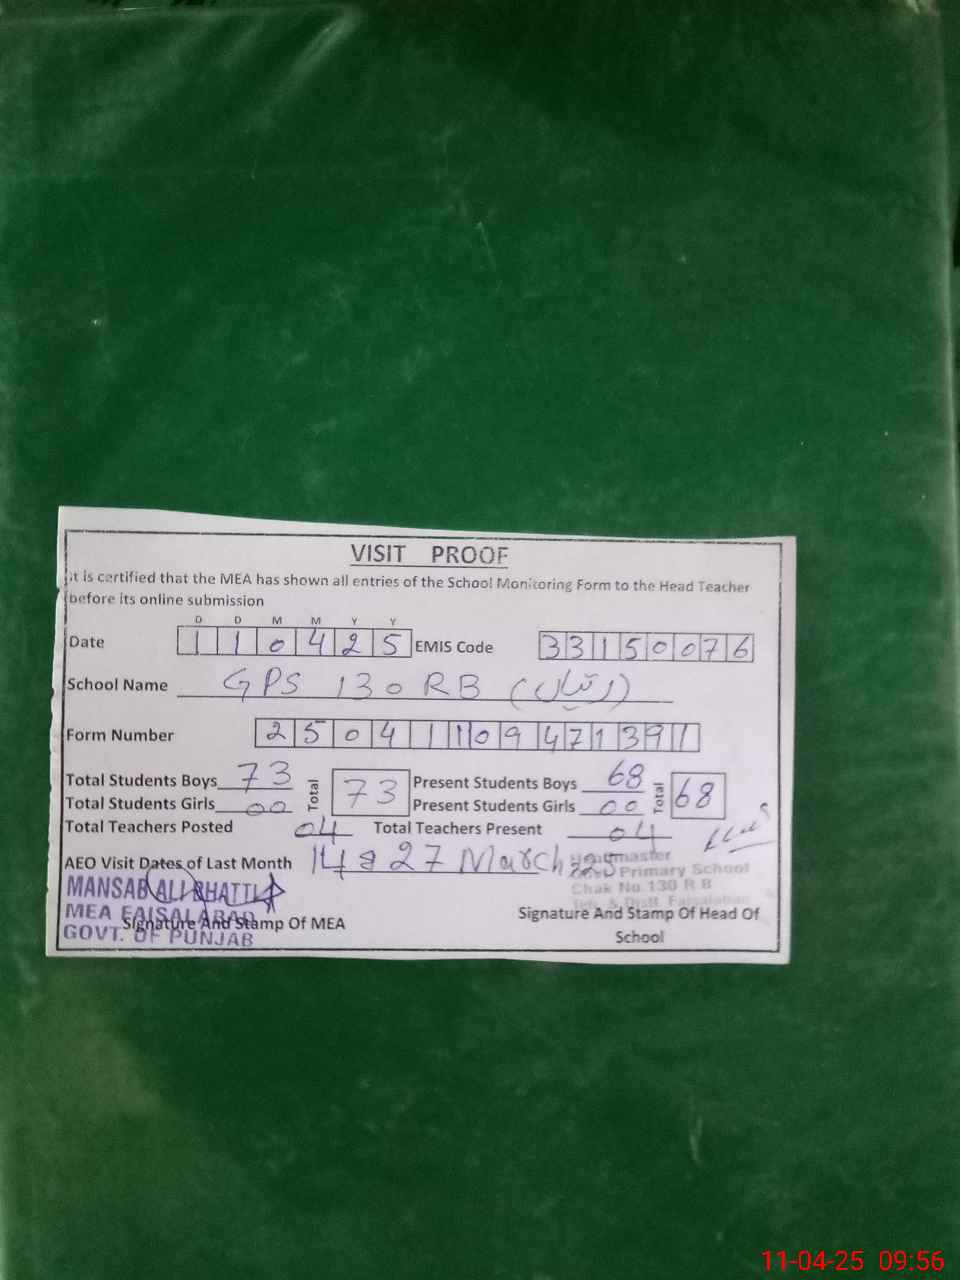 VISIT PROOF
It is certified that the MEA has shown all entries of the School Monitoring Form to the Head Teacher
before its online submission
D D M M Y Y
Date 1 1 0 4 2 5 EMIS Code 3 3 1 5 0 0 7 6
School Name GPS 130 RB
Form Number 2 5 0 4 1 1 0 9 4 7 1 3 9 1
Total Students Boys 73 Total 73 Present Students Boys 68 Total 68
Total Students Girls 00 Present Students Girls 00
Total Teachers Posted 04 Total Teachers Present 04
AEO Visit Dates of Last Month 14 & 27 March
Headmaster
Primary School
Chak No.130 R.B
Teh. & Distt. Faisalabad
MANSAB ALI BHATTI
MEA FAISALABAD
GOVT. OF PUNJAB
Signature And Stamp Of MEA
Signature And Stamp Of Head Of
School
11-04-25 09:56